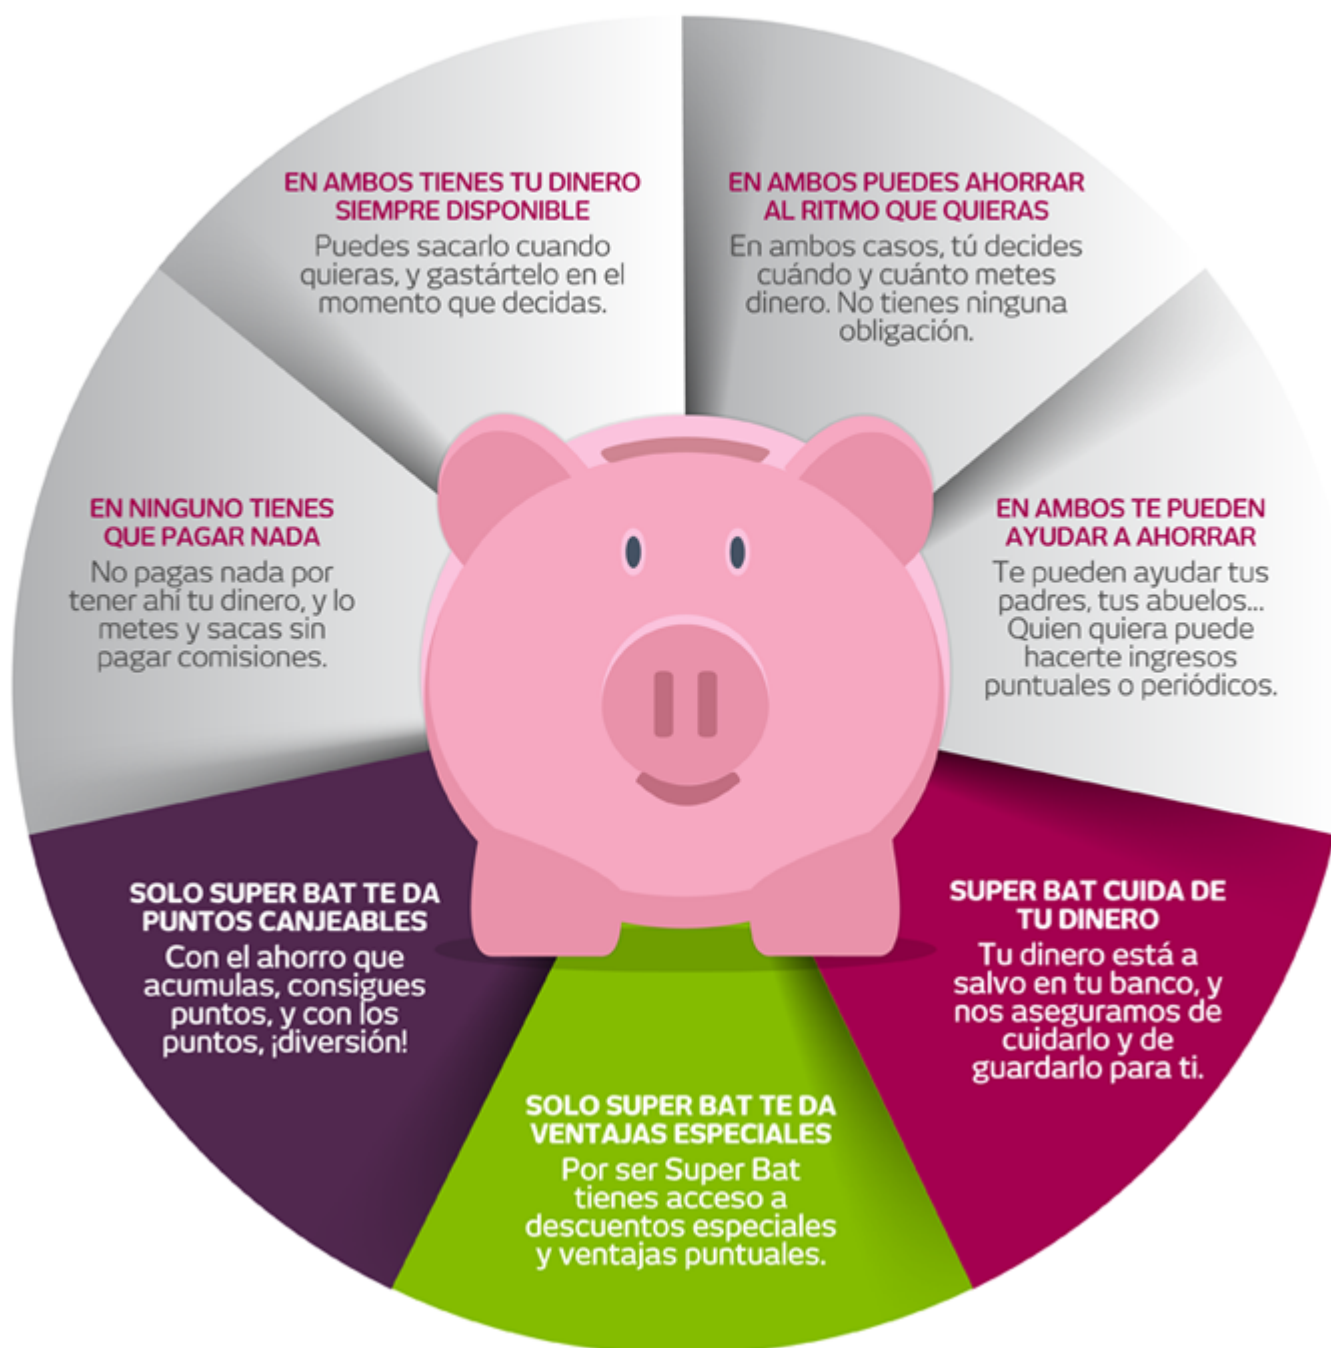 EN AMBOS TIENES TU DINERO
SIEMPRE DISPONIBLE
Puedes sacarlo cuando
quieras, y gastártelo en el
momento que decidas.
EN AMBOS PUEDES AHORRAR
AL RITMO QUE QUIERAS
En ambos casos, tú decides
cuándo y cuánto metes
dinero. No tienes ninguna
obligación.
EN NINGUNO TIENES
QUE PAGAR NADA
No pagas nada por
tener ahí tu dinero, y lo
metes y sacas sin
pagar comisiones.
EN AMBOS TE PUEDEN
AYUDAR A AHORRAR
Te pueden ayudar tus
padres, tus abuelos...
Quien quiera puede
hacerte ingresos
puntuales o periódicos.
SOLO SUPER BAT TE DA
PUNTOS CANJEABLES
Con el ahorro que
acumulas, consigues
puntos, y con los
puntos, ¡diversión!
SOLO SUPER BAT TE DA
VENTAJAS ESPECIALES
Por ser Super Bat
tienes acceso a
descuentos especiales
y ventajas puntuales.
SUPER BAT CUIDA DE
TU DINERO
Tu dinero está a
salvo en tu banco, y
nos aseguramos de
cuidarlo y de
guardarlo para ti.